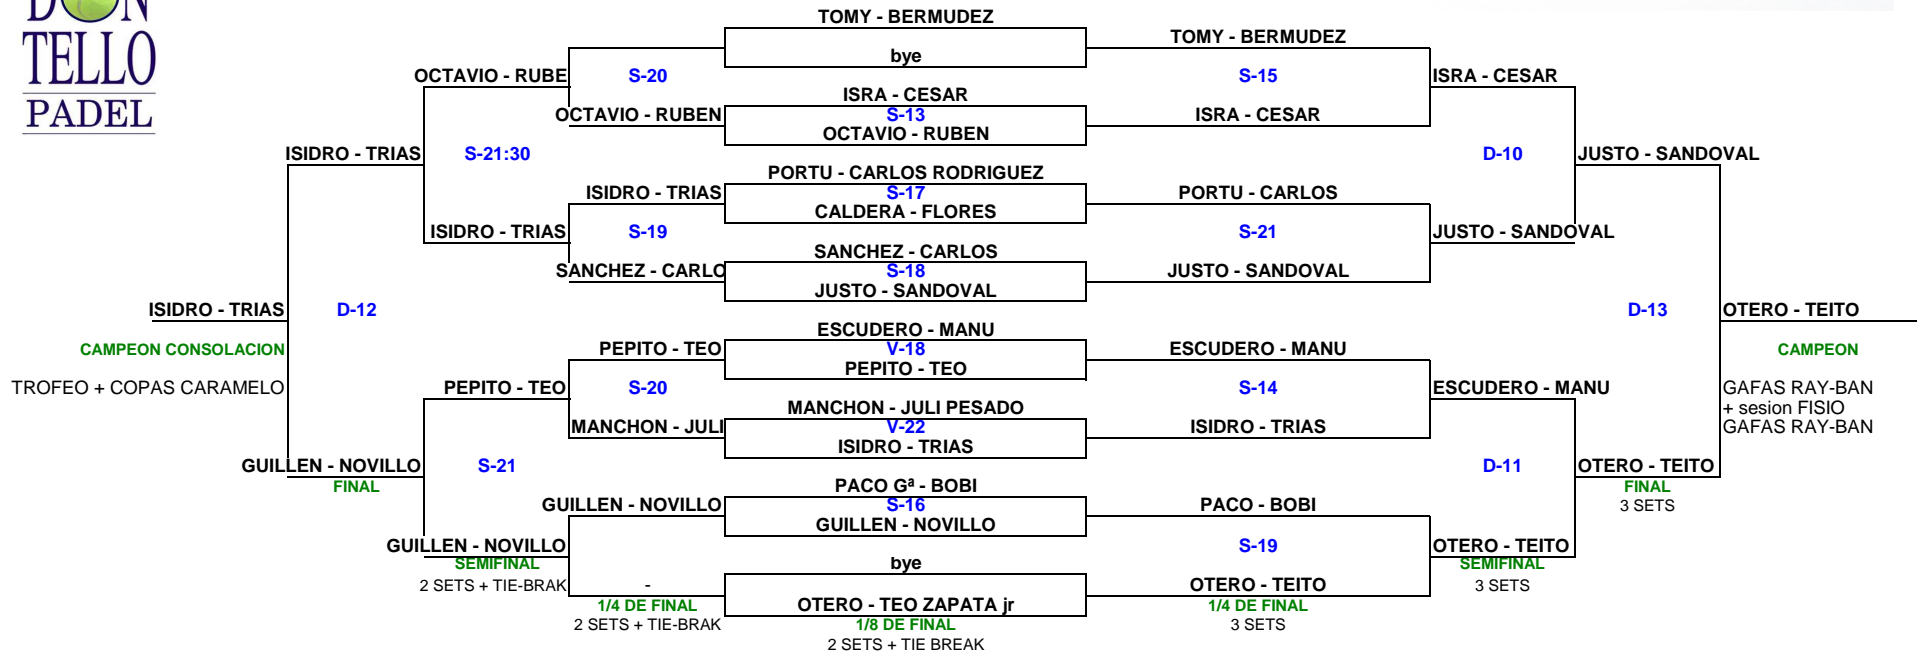 DON
TELLO
PADEL
TOMY - BERMUDEZ
TOMY - BERMUDEZ
bye
OCTAVIO - RUBE
S-20
S-15
ISRA - CESAR
ISRA - CESAR
OCTAVIO - RUBEN
S-13
ISRA - CESAR
OCTAVIO - RUBEN
ISIDRO - TRIAS
S-21:30
D-10
JUSTO - SANDOVAL
PORTU - CARLOS RODRIGUEZ
ISIDRO - TRIAS
S-17
PORTU - CARLOS
CALDERA - FLORES
ISIDRO - TRIAS
S-19
S-21
JUSTO - SANDOVAL
SANCHEZ - CARLOS
SANCHEZ - CARLO
S-18
JUSTO - SANDOVAL
JUSTO - SANDOVAL
ISIDRO - TRIAS
D-12
D-13
OTERO - TEITO
ESCUDERO - MANU
CAMPEON CONSOLACION
PEPITO - TEO
V-18
ESCUDERO - MANU
CAMPEON
PEPITO - TEO
TROFEO + COPAS CARAMELO
PEPITO - TEO
S-20
S-14
ESCUDERO - MANU
GAFAS RAY-BAN
MANCHON - JULI PESADO
+ sesion FISIO
MANCHON - JULI
V-22
ISIDRO - TRIAS
GAFAS RAY-BAN
ISIDRO - TRIAS
GUILLEN - NOVILLO
S-21
D-11
OTERO - TEITO
FINAL
PACO Gª - BOBI
FINAL
GUILLEN - NOVILLO
S-16
PACO - BOBI
3 SETS
GUILLEN - NOVILLO
GUILLEN - NOVILLO
S-19
OTERO - TEITO
SEMIFINAL
bye
SEMIFINAL
2 SETS + TIE-BRAK
-
OTERO - TEITO
3 SETS
1/4 DE FINAL
OTERO - TEO ZAPATA jr
1/4 DE FINAL
2 SETS + TIE-BRAK
1/8 DE FINAL
3 SETS
2 SETS + TIE BREAK